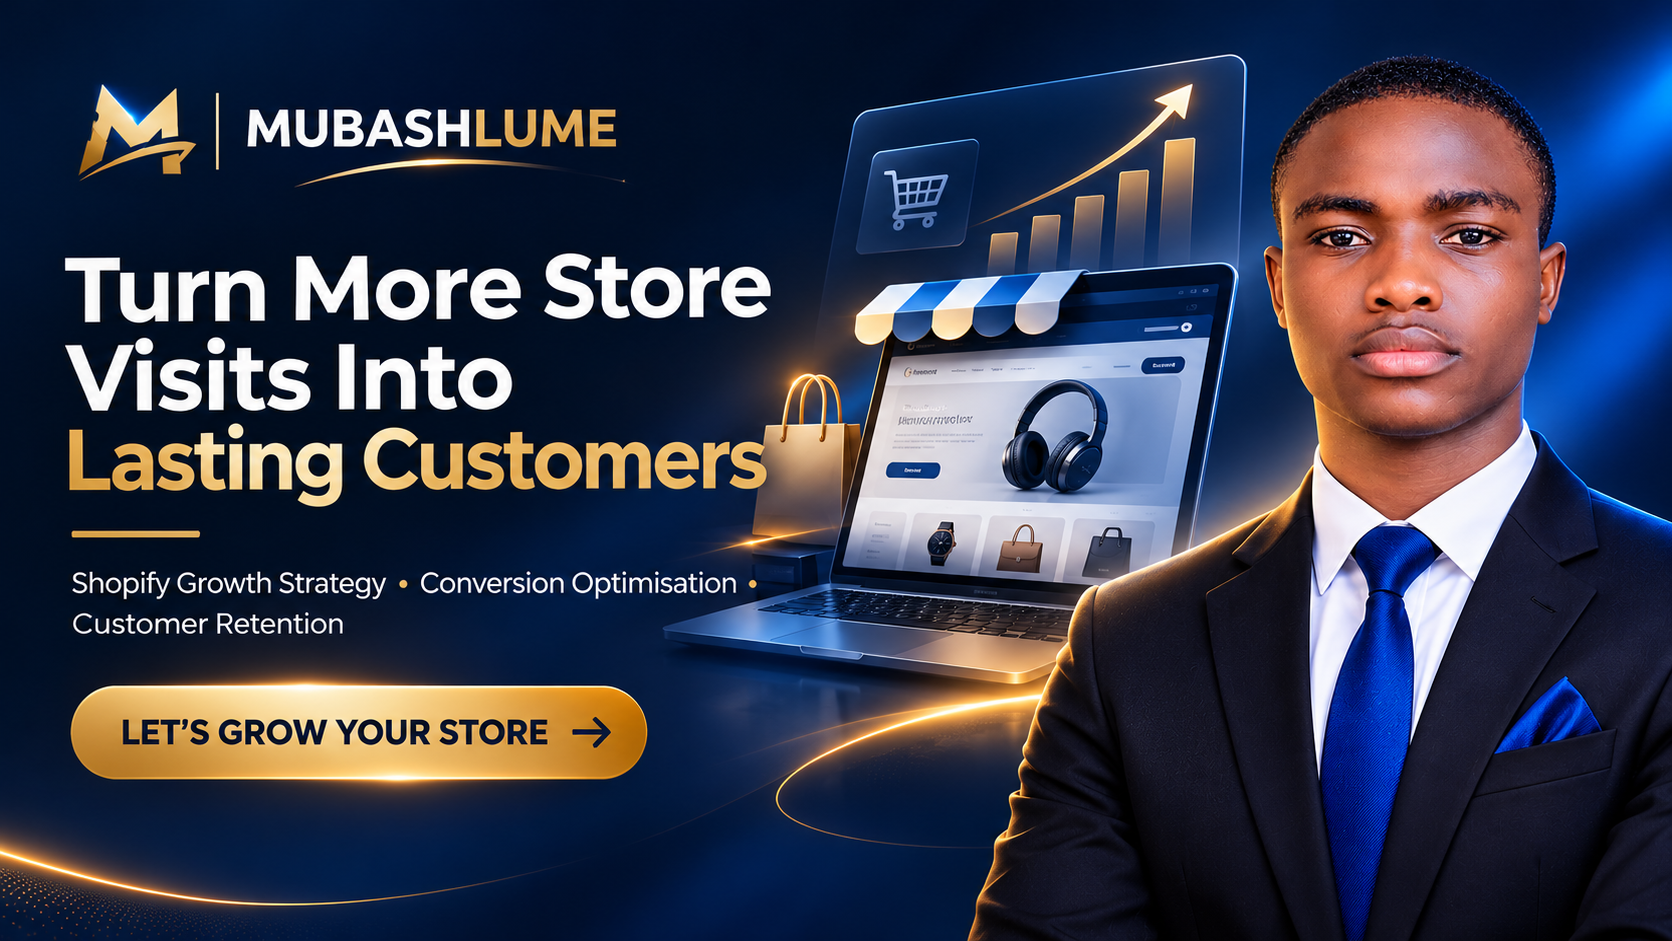 MUBASHLUME
Turn More Store
Visits Into
Lasting Customers
Shopify Growth Strategy • Conversion Optimisation •
Customer Retention
LET'S GROW YOUR STORE →